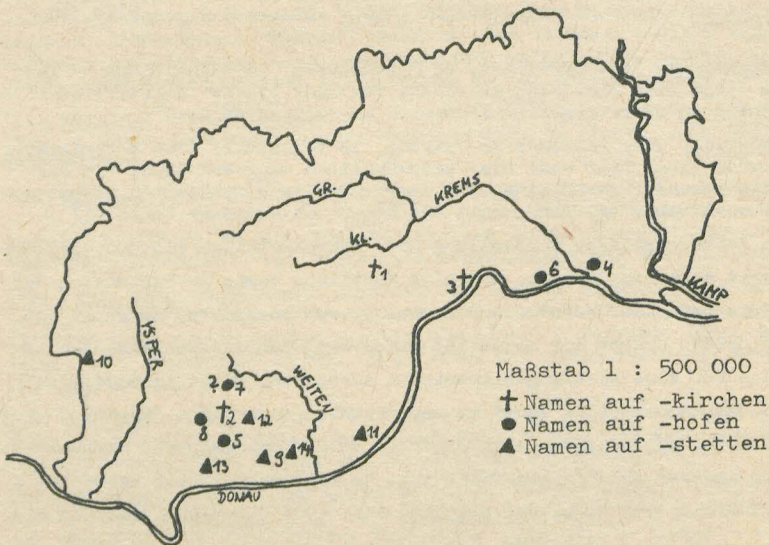 GR.
KREMS
KL.
1
3
6
4
KAMP
YSPER
10
WEITEN
? 7
2
12
8
5
11
13
9
14
DONAU
Maßstab 1 : 500 000
Namen auf -kirchen
Namen auf -hofen
Namen auf -stetten